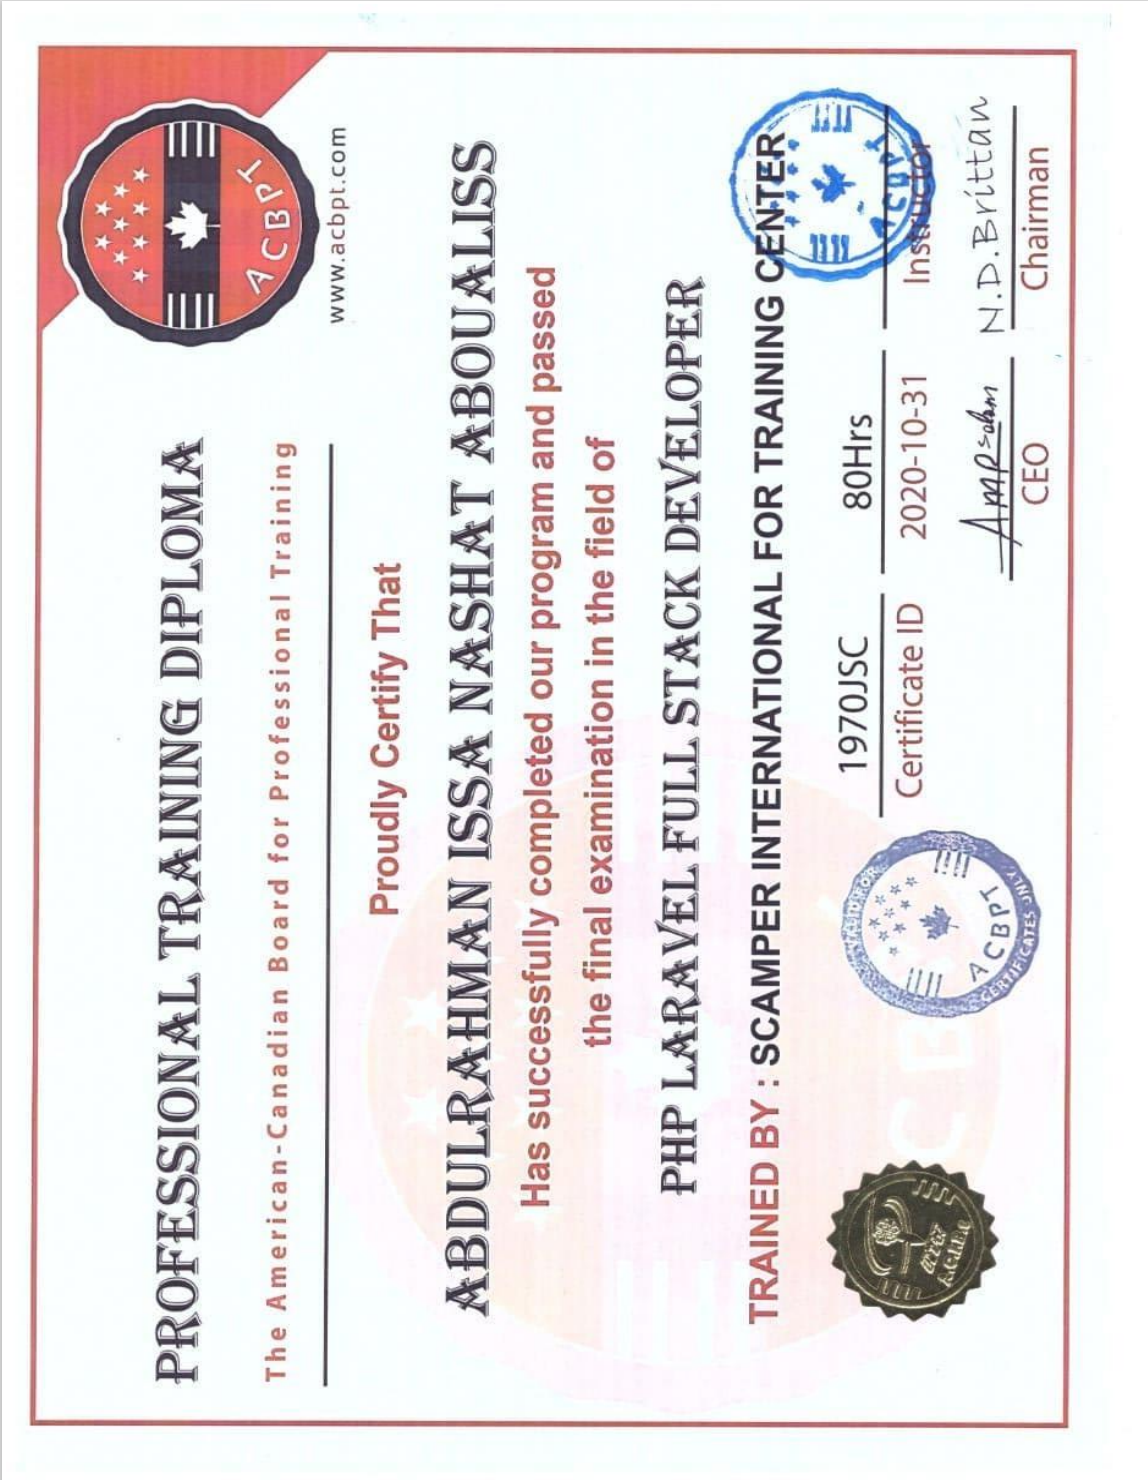 PROFESSIONAL TRAINING DIPLOMA
The American-Canadian Board for Professional Training
ACBPT
www.acbpt.com
Proudly Certify That
ABDULRAHMAN ISSA NASHAT ABOUALISS
Has successfully completed our program and passed
the final examination in the field of
PHP LARAVEL FULL STACK DEVELOPER
TRAINED BY : SCAMPER INTERNATIONAL FOR TRAINING CENTER
1970JSC
Certificate ID
80Hrs
2020-10-31
Instructor
ACBPT
VALID FOR
ACBPT
CERTIFICATES ONLY
CEO
N.D.Brittan
Chairman